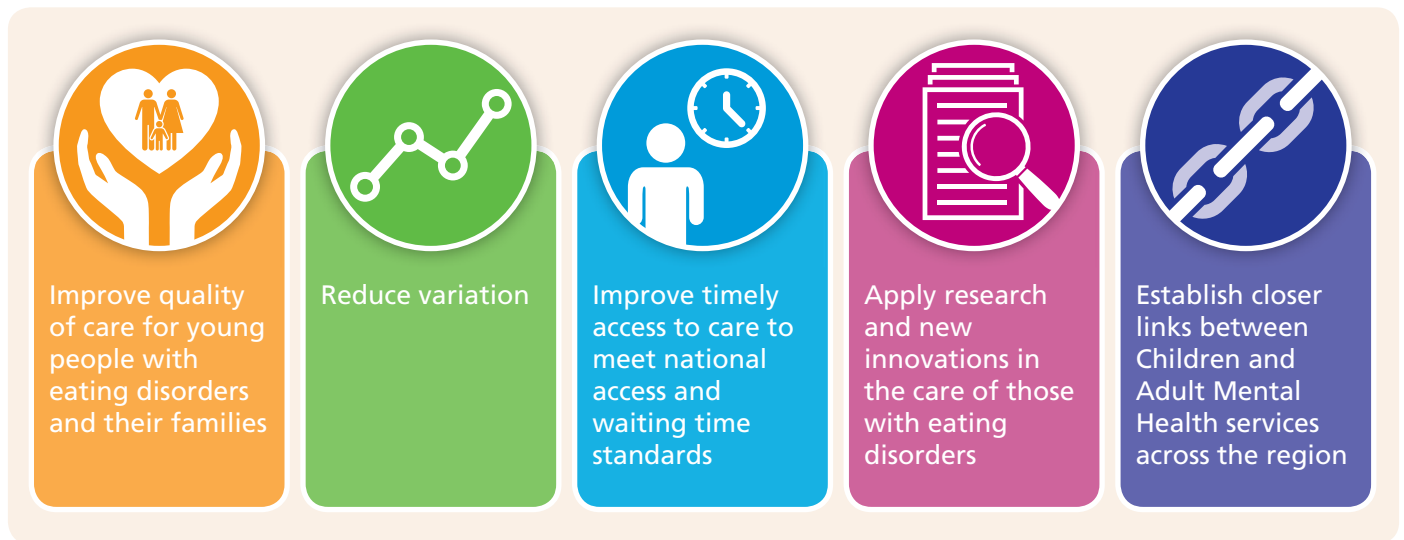 Improve quality
of care for young
people with
eating disorders
and their families
Reduce variation
Improve timely
access to care to
meet national
access and
waiting time
standards
Apply research
and new
innovations in
the care of those
with eating
disorders
Establish closer
links between
Children and
Adult Mental
Health services
across the region